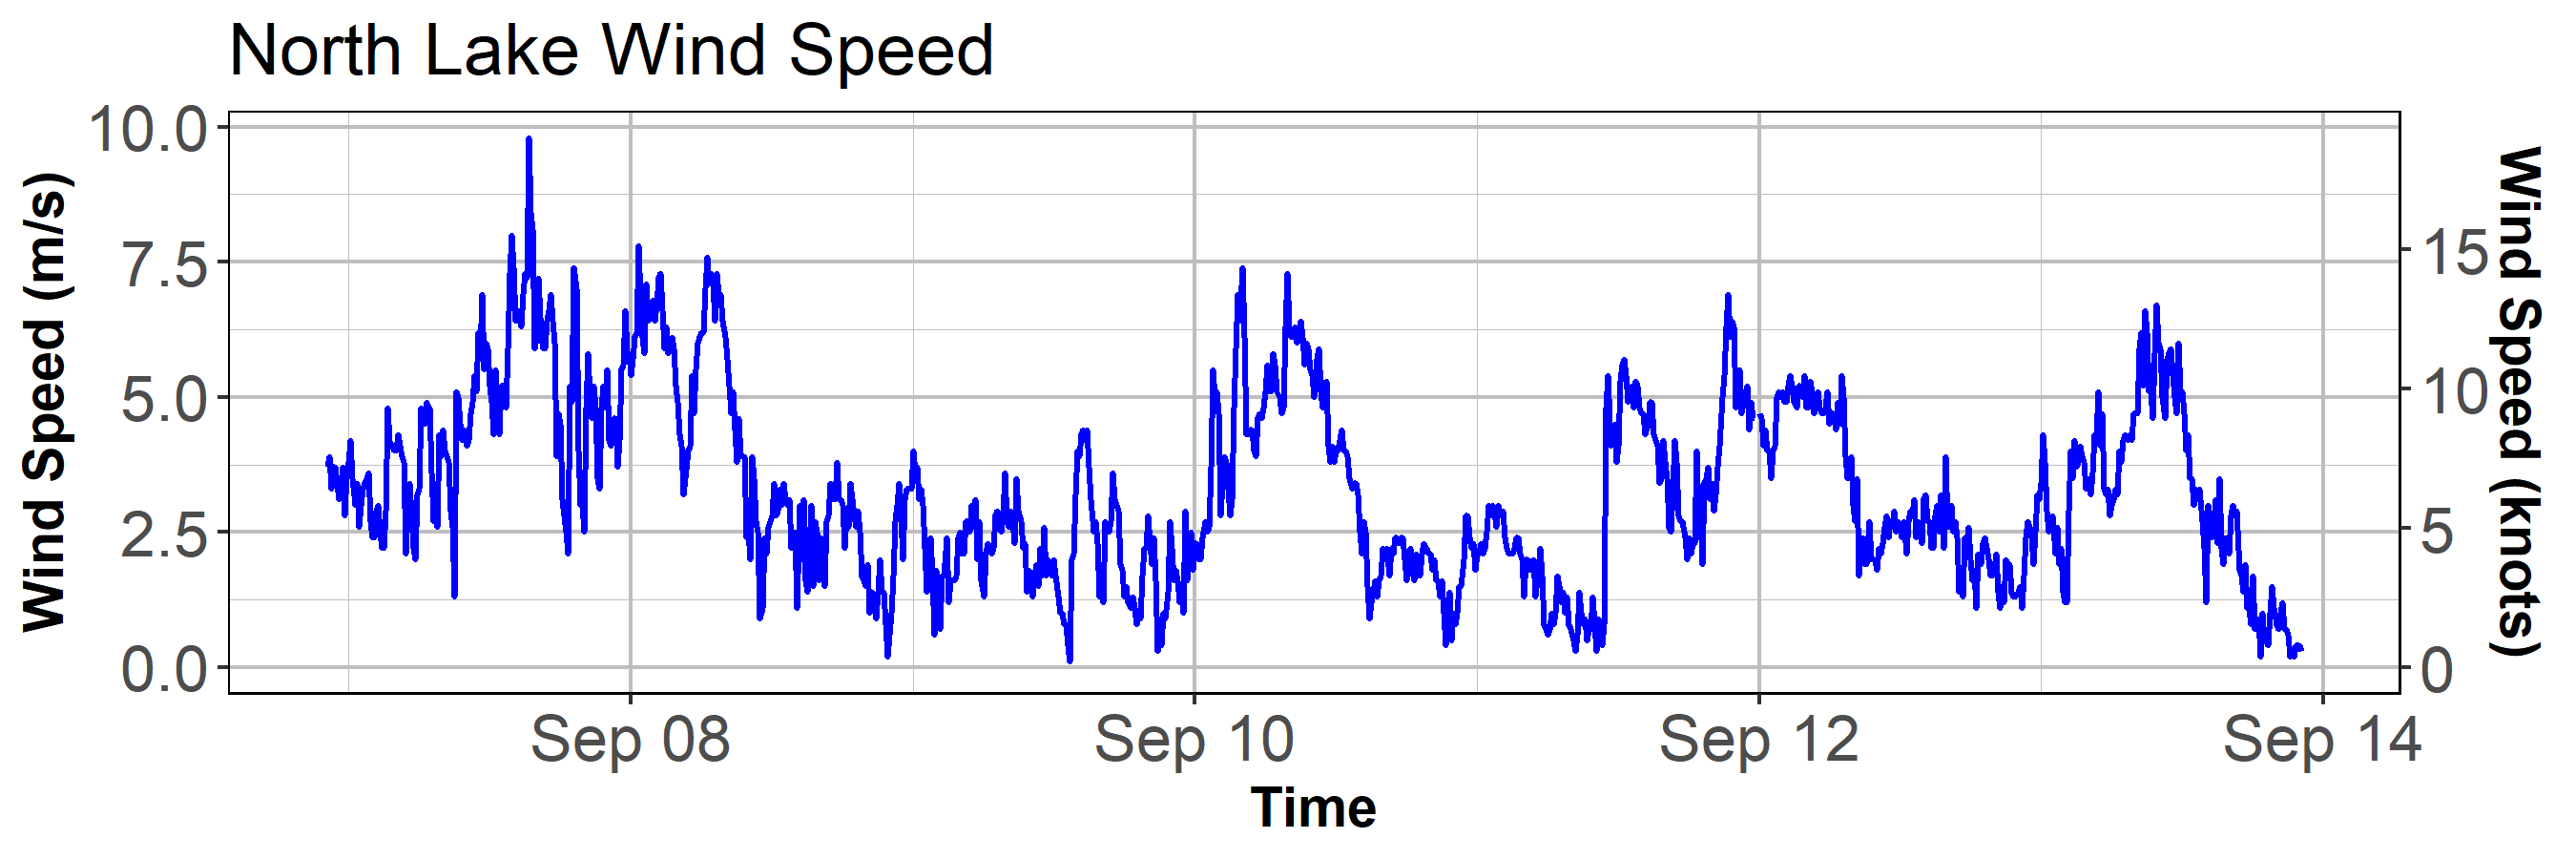 North Lake Wind Speed
Wind Speed (m/s)
10.0
7.5
5.0
2.5
0.0
Wind Speed (knots)
15
10
5
0
Sep 08
Sep 10
Sep 12
Sep 14
Time